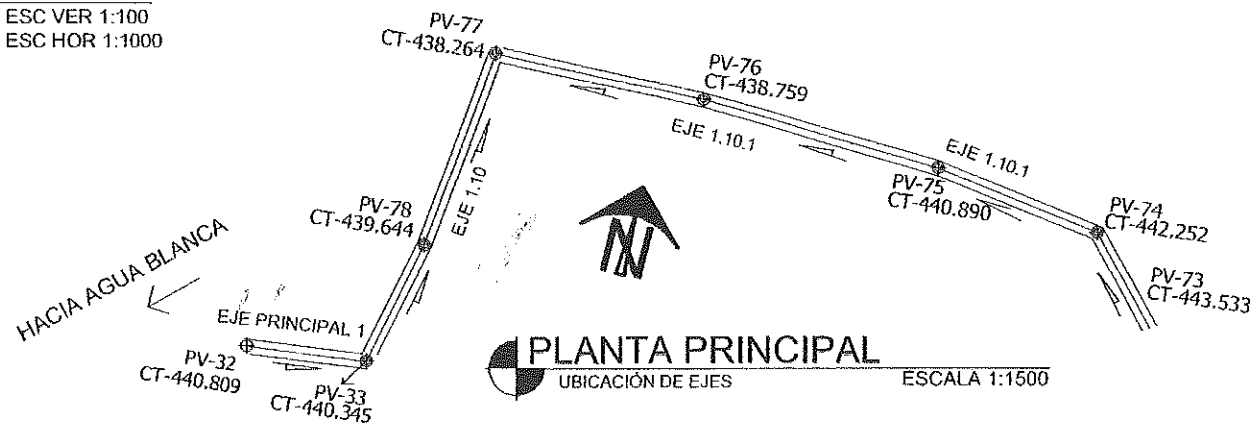 ESC VER 1:100
ESC HOR 1:1000
PV-77
CT-438.264
PV-76
CT-438.759
EJE 1.10.1
EJE 1.10.1
PV-75
CT-440.890
PV-74
CT-442.252
PV-73
CT-443.533
EJE 1.10
PV-78
CT-439.644
N
HACIA AGUA BLANCA
EJE PRINCIPAL 1
PV-32
CT-440.809
PV-33
CT-440.345
PLANTA PRINCIPAL
UBICACIÓN DE EJES
ESCALA 1:1500